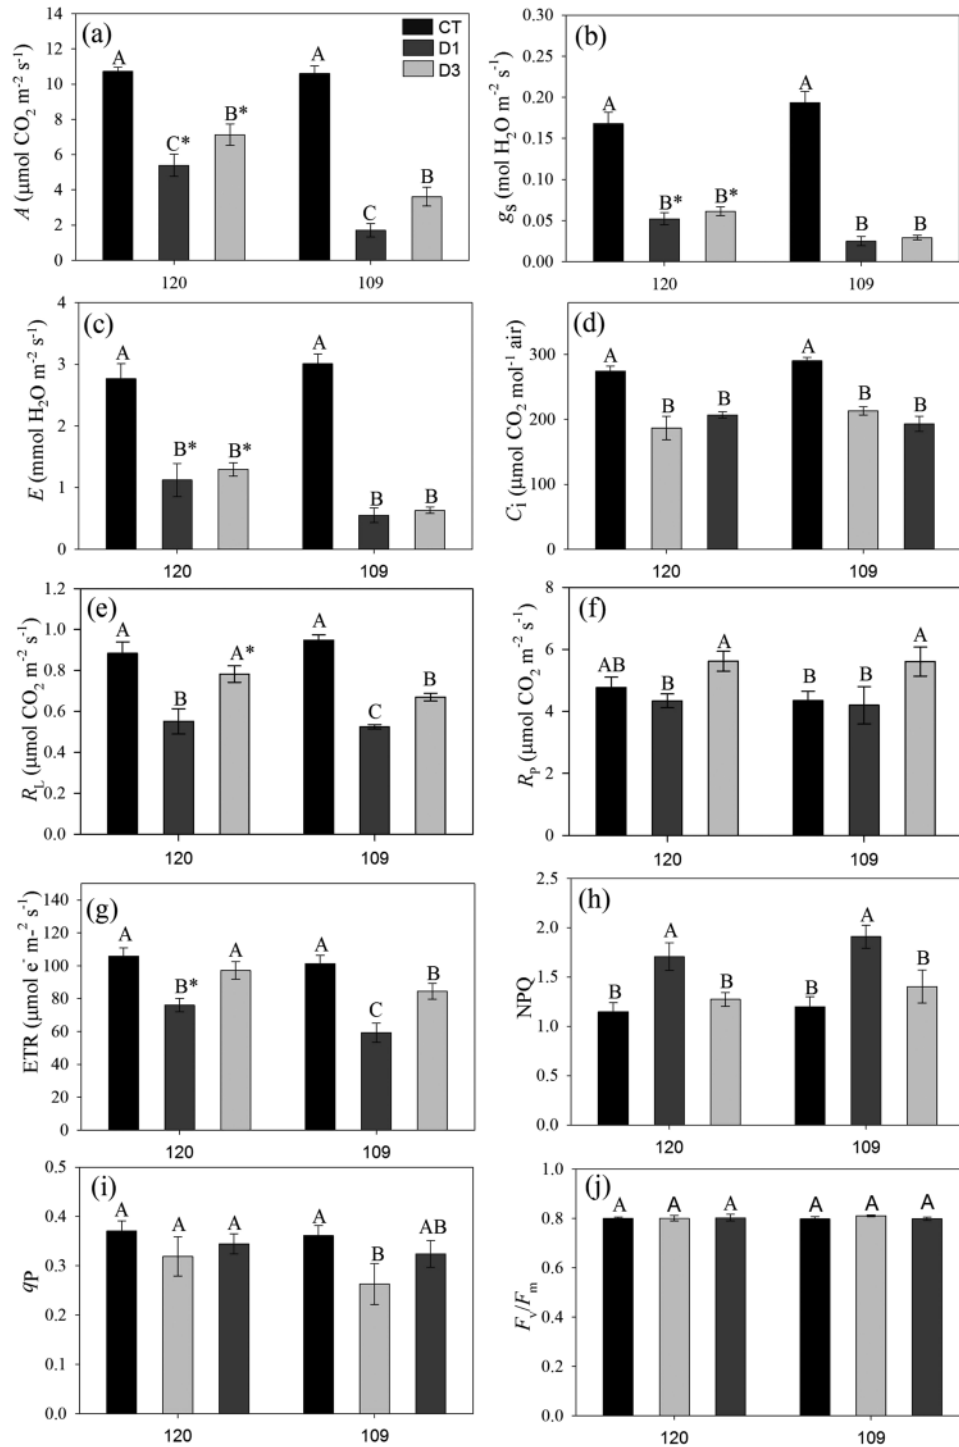 (a)
CT
D1
D3
A (μmol CO2 m-2 s-1)
14
12
10
8
6
4
2
0
A
C*
B*
A
C
B
120
109
(b)
gs (mol H2O m-2 s-1)
0.30
0.25
0.20
0.15
0.10
0.05
0.00
A
B*
B*
A
B
B
120
109
(c)
E (mmol H2O m-2 s-1)
4
3
2
1
0
A
B*
B*
A
B
B
120
109
(d)
Ci (μmol CO2 mol-1 air)
300
200
100
0
A
B
B
A
B
B
120
109
(e)
RL (μmol CO2 m-2 s-1)
1.2
1.0
0.8
0.6
0.4
0.2
0.0
A
B
A*
A
C
B
120
109
(f)
RP (μmol CO2 m-2 s-1)
8
6
4
2
0
AB
B
A
B
B
A
120
109
(g)
ETR (μmol e- m-2 s-1)
140
120
100
80
60
40
20
0
A
B*
A
A
C
B
120
109
(h)
NPQ
2.5
2.0
1.5
1.0
0.5
0.0
B
A
B
B
A
B
120
109
(i)
qP
0.5
0.4
0.3
0.2
0.1
0.0
A
A
A
A
B
AB
120
109
(j)
Fv/Fm
1.0
0.8
0.6
0.4
0.2
0.0
A
A
A
A
A
A
120
109